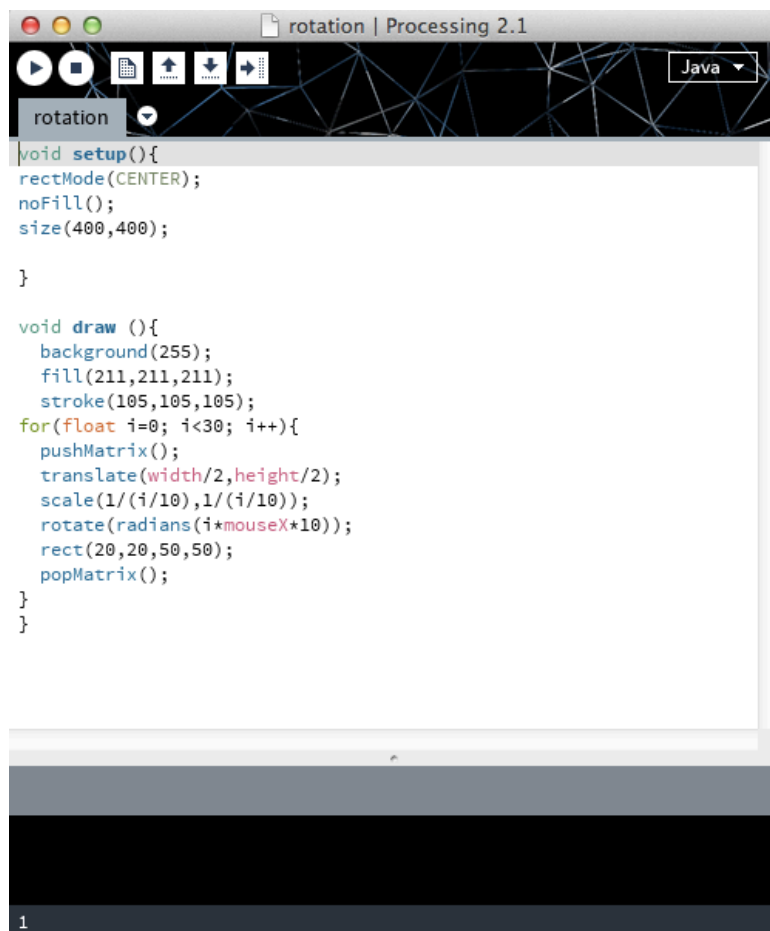 rotation | Processing 2.1
Java
rotation
void setup(){
rectMode(CENTER);
noFill();
size(400,400);
}
void draw (){
  background(255);
  fill(211,211,211);
  stroke(105,105,105);
for(float i=0; i<30; i++){
  pushMatrix();
  translate(width/2,height/2);
  scale(1/(i/10),1/(i/10));
  rotate(radians(i*mouseX*10));
  rect(20,20,50,50);
  popMatrix();
}
}
1